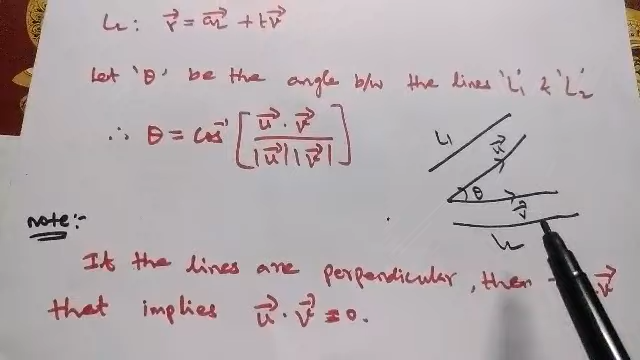 L2: r⃗ = a⃗2 + t v⃗
Let 'θ' be the angle b/w the lines 'L1' & 'L2'
∴ θ = cos⁻¹ [ u⃗ · v⃗ / |u⃗| |v⃗| ]
L1
u⃗
θ
v⃗
L2
note:-
If the lines are perpendicular, then · v⃗
that implies u⃗ · v⃗ = 0.